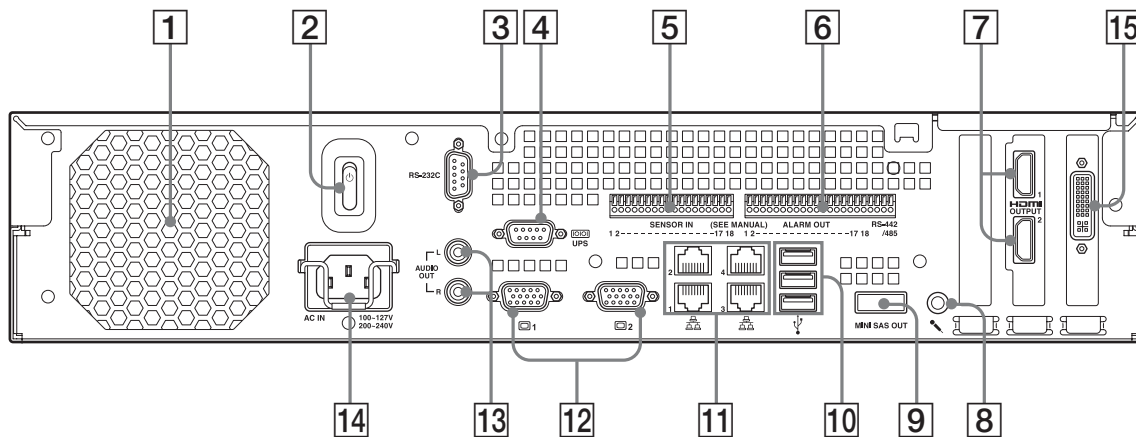 1 2 3 4 5 6 7 15
RS-232C
1
HDMI
OUTPUT
2
UPS
SENSOR IN (SEE MANUAL) ALARM OUT RS-442
1 2 17 18 1 2 17 18 /485
L
AUDIO
OUT
R
2 4
1 3
AC IN 100-127V
200-240V
1 2
MINI SAS OUT
14 13 12 11 10 9 8